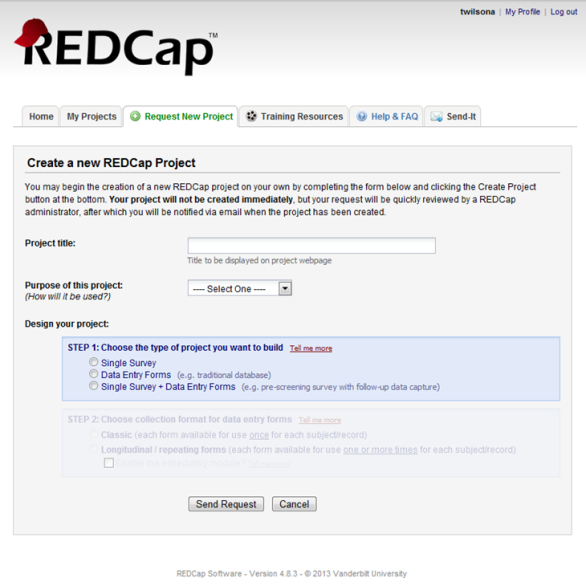 twilsona | My Profile | Log out
REDCap™
Home My Projects Request New Project Training Resources Help & FAQ Send-It
Create a new REDCap Project
You may begin the creation of a new REDCap project on your own by completing the form below and clicking the Create Project
button at the bottom. Your project will not be created immediately, but your request will be quickly reviewed by a REDCap
administrator, after which you will be notified via email when the project has been created.
Project title:
Title to be displayed on project webpage
Purpose of this project:
(How will it be used?)
---- Select One ----
Design your project:
STEP 1: Choose the type of project you want to build Tell me more
Single Survey
Data Entry Forms (e.g. traditional database)
Single Survey + Data Entry Forms (e.g. pre-screening survey with follow-up data capture)
STEP 2: Choose collection format for data entry forms Tell me more
Classic (each form available for use once for each subject/record)
Longitudinal / repeating forms (each form available for use one or more times for each subject/record)
Send Request Cancel
REDCap Software - Version 4.8.3 - © 2013 Vanderbilt University